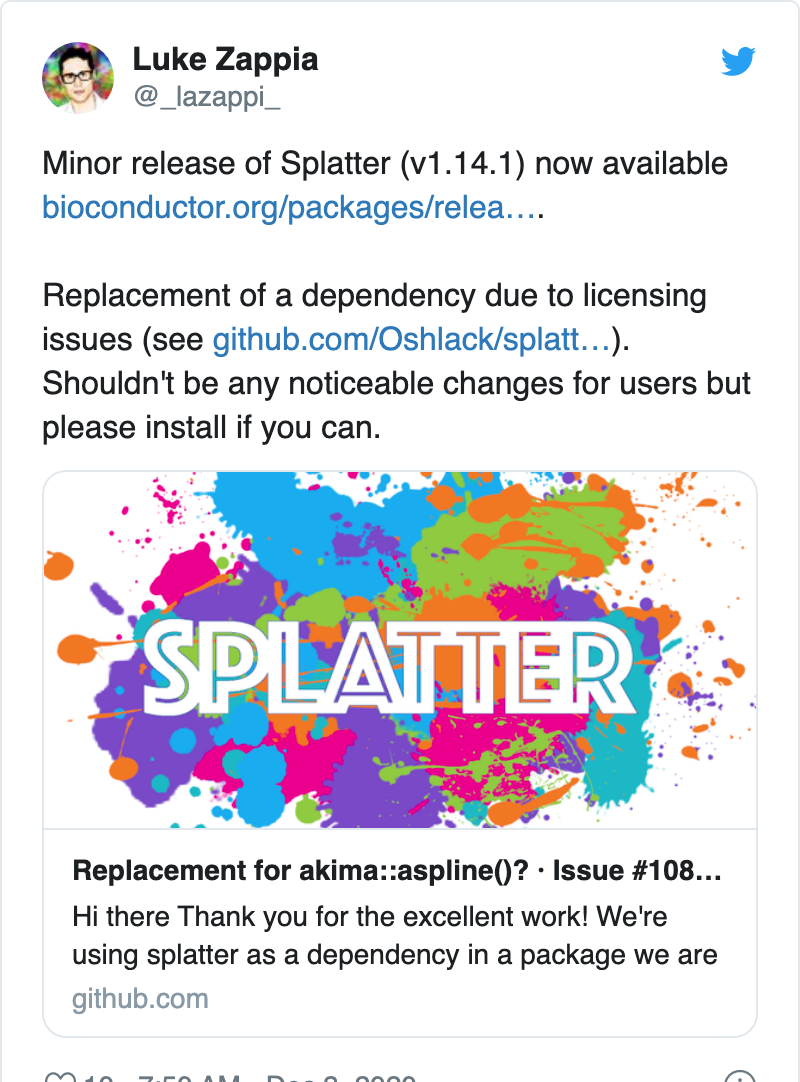 Luke Zappia
@_lazappi_
Minor release of Splatter (v1.14.1) now available
bioconductor.org/packages/relea….
Replacement of a dependency due to licensing
issues (see github.com/Oshlack/splatt…).
Shouldn't be any noticeable changes for users but
please install if you can.
SPLATTER
Replacement for akima::aspline()? · Issue #108…
Hi there Thank you for the excellent work! We're
using splatter as a dependency in a package we are
github.com